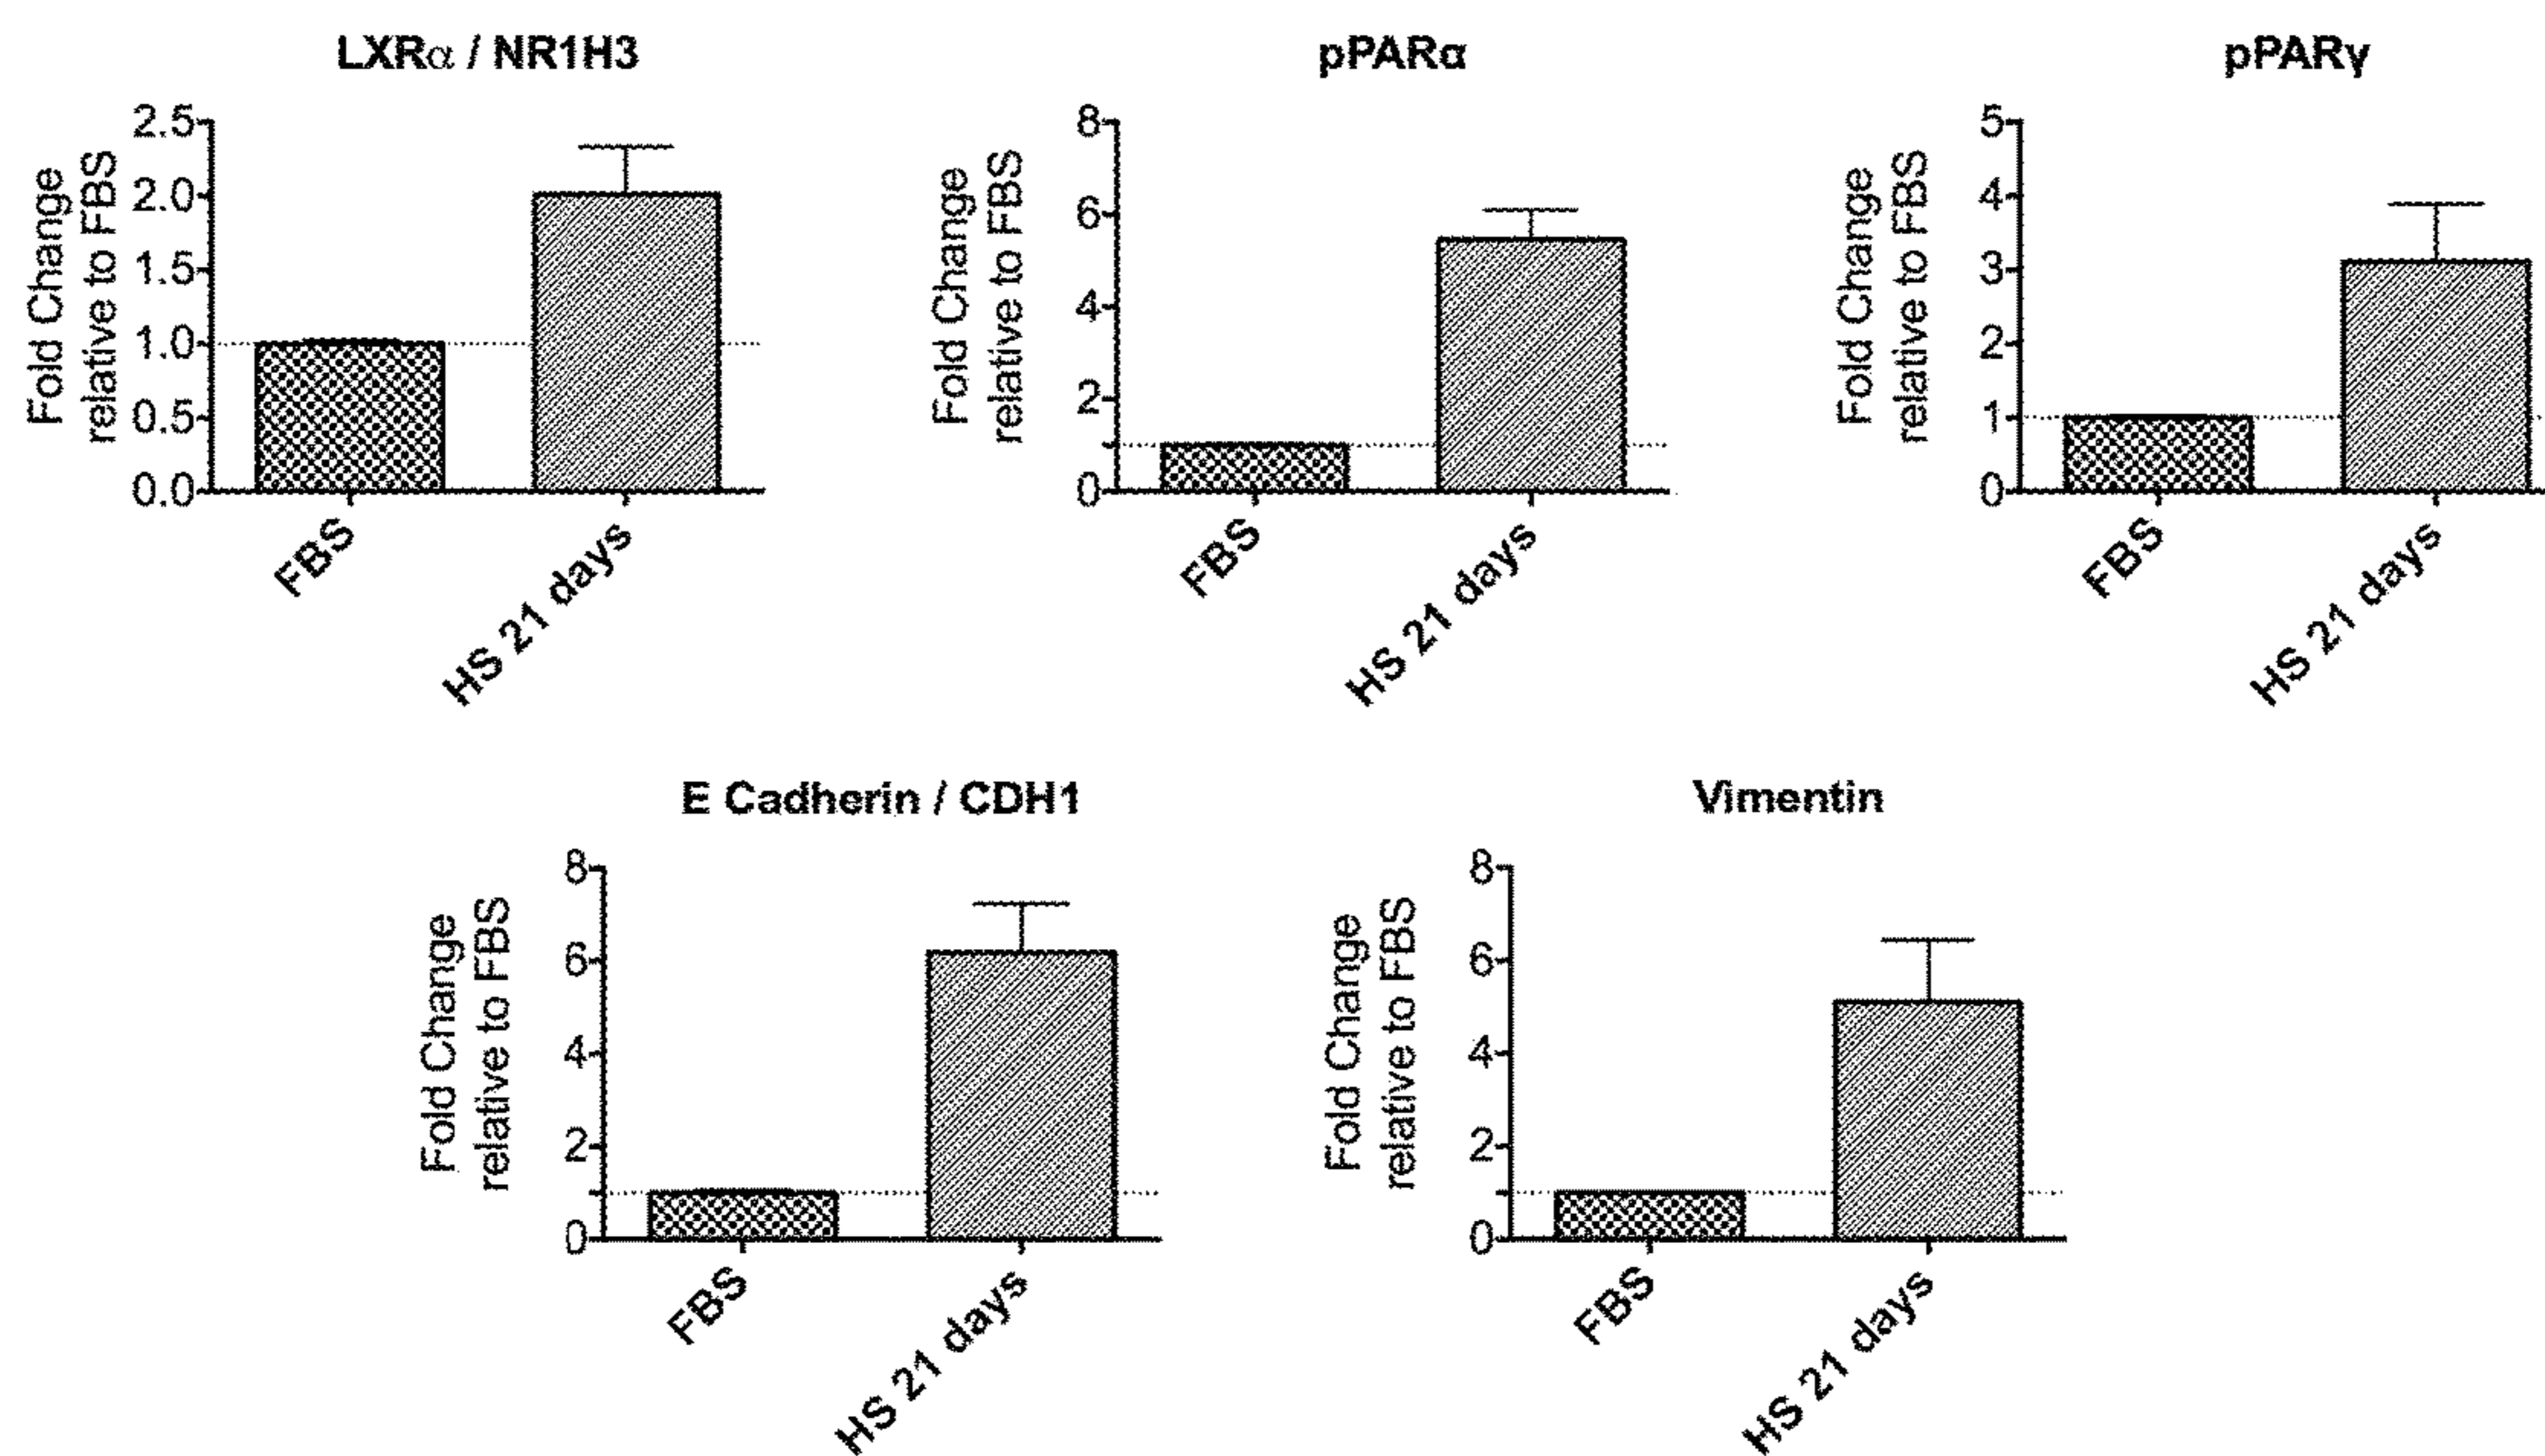 LXRα / NR1H3
Fold Change
relative to FBS
2.5
2.0
1.5
1.0
0.5
0.0
FBS
HS 21 days
pPARα
Fold Change
relative to FBS
8
6
4
2
0
FBS
HS 21 days
pPARγ
Fold Change
relative to FBS
5
4
3
2
1
0
FBS
HS 21 days
E Cadherin / CDH1
Fold Change
relative to FBS
8
6
4
2
0
FBS
HS 21 days
Vimentin
Fold Change
relative to FBS
8
6
4
2
0
FBS
HS 21 days